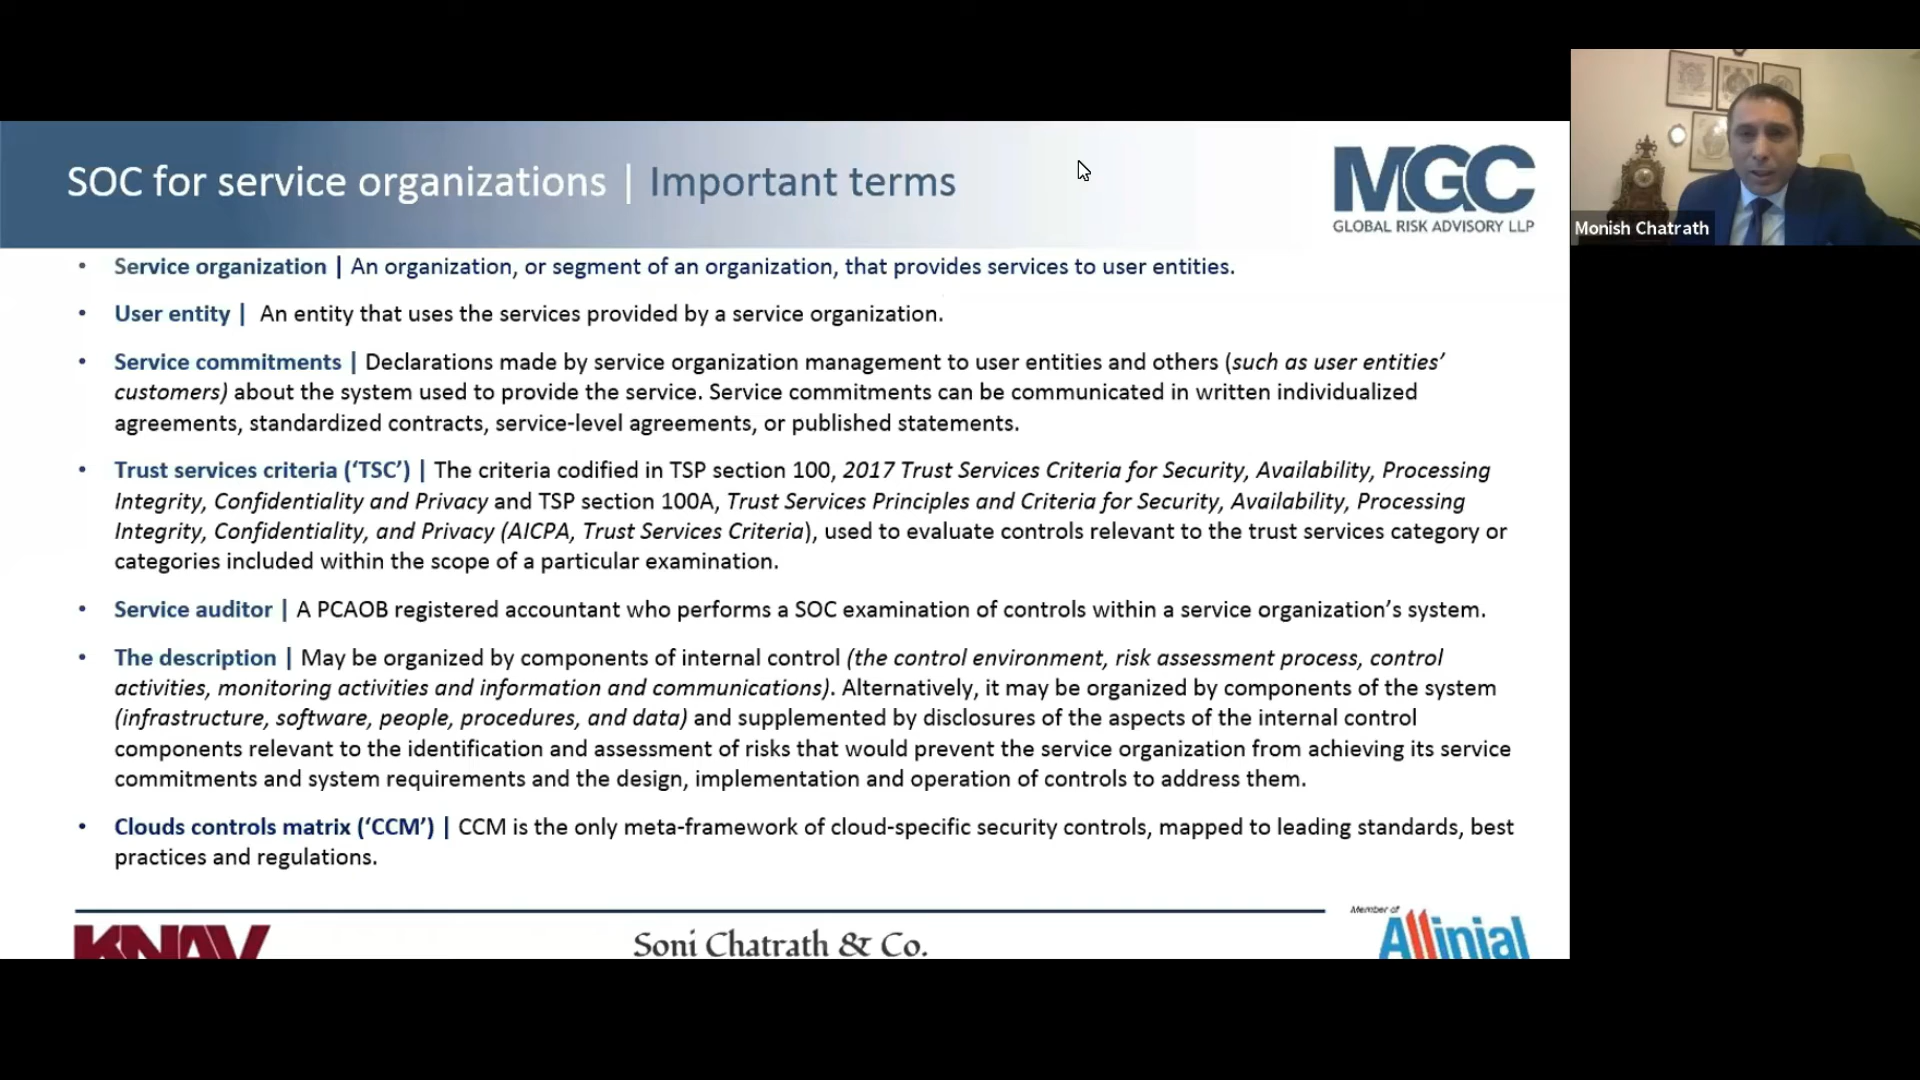 SOC for service organizations | Important terms
MGC
GLOBAL RISK ADVISORY LLP
Monish Chatrath
• Service organization | An organization, or segment of an organization, that provides services to user entities.
• User entity | An entity that uses the services provided by a service organization.
• Service commitments | Declarations made by service organization management to user entities and others (such as user entities’
customers) about the system used to provide the service. Service commitments can be communicated in written individualized
agreements, standardized contracts, service-level agreements, or published statements.
• Trust services criteria (‘TSC’) | The criteria codified in TSP section 100, 2017 Trust Services Criteria for Security, Availability, Processing
Integrity, Confidentiality and Privacy and TSP section 100A, Trust Services Principles and Criteria for Security, Availability, Processing
Integrity, Confidentiality, and Privacy (AICPA, Trust Services Criteria), used to evaluate controls relevant to the trust services category or
categories included within the scope of a particular examination.
• Service auditor | A PCAOB registered accountant who performs a SOC examination of controls within a service organization’s system.
• The description | May be organized by components of internal control (the control environment, risk assessment process, control
activities, monitoring activities and information and communications). Alternatively, it may be organized by components of the system
(infrastructure, software, people, procedures, and data) and supplemented by disclosures of the aspects of the internal control
components relevant to the identification and assessment of risks that would prevent the service organization from achieving its service
commitments and system requirements and the design, implementation and operation of controls to address them.
• Clouds controls matrix (‘CCM’) | CCM is the only meta-framework of cloud-specific security controls, mapped to leading standards, best
practices and regulations.
KNAV
Soni Chatrath & Co.
Member of
Allinial